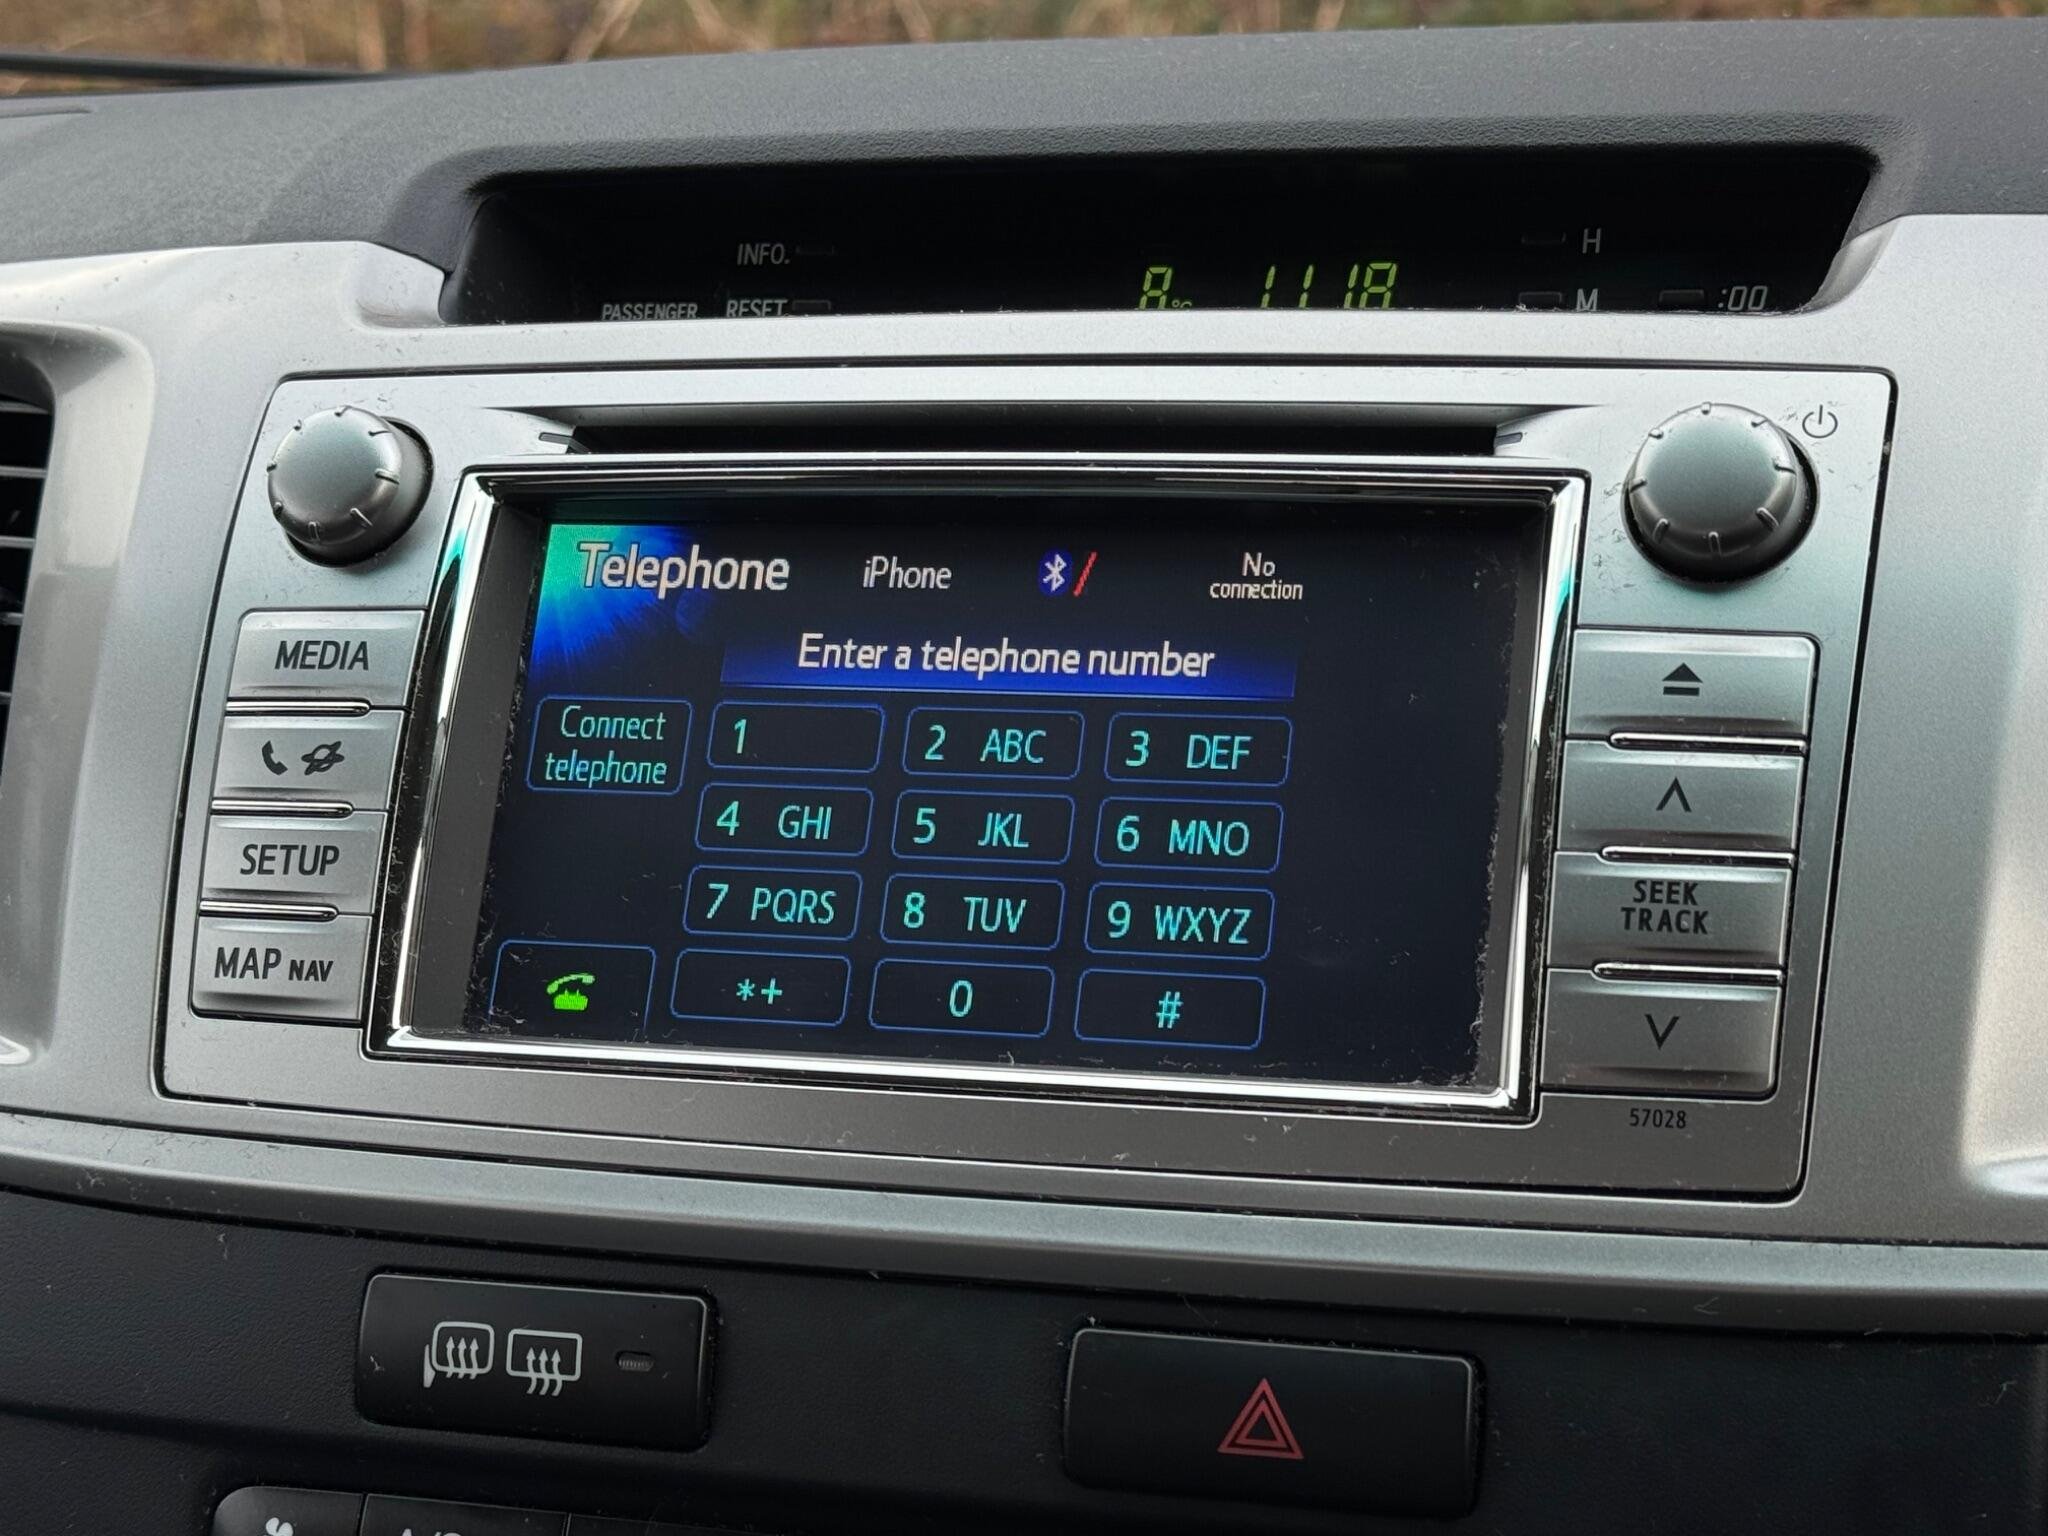 INFO.
H
8°C 11 18
PASSENGER RESET
M :00
Telephone iPhone No
connection
Enter a telephone number
MEDIA
Connect
telephone
1 2 ABC 3 DEF
4 GHI 5 JKL 6 MNO
SETUP
7 PQRS 8 TUV 9 WXYZ
SEEK
TRACK
MAP NAV
*+ 0 #
57028